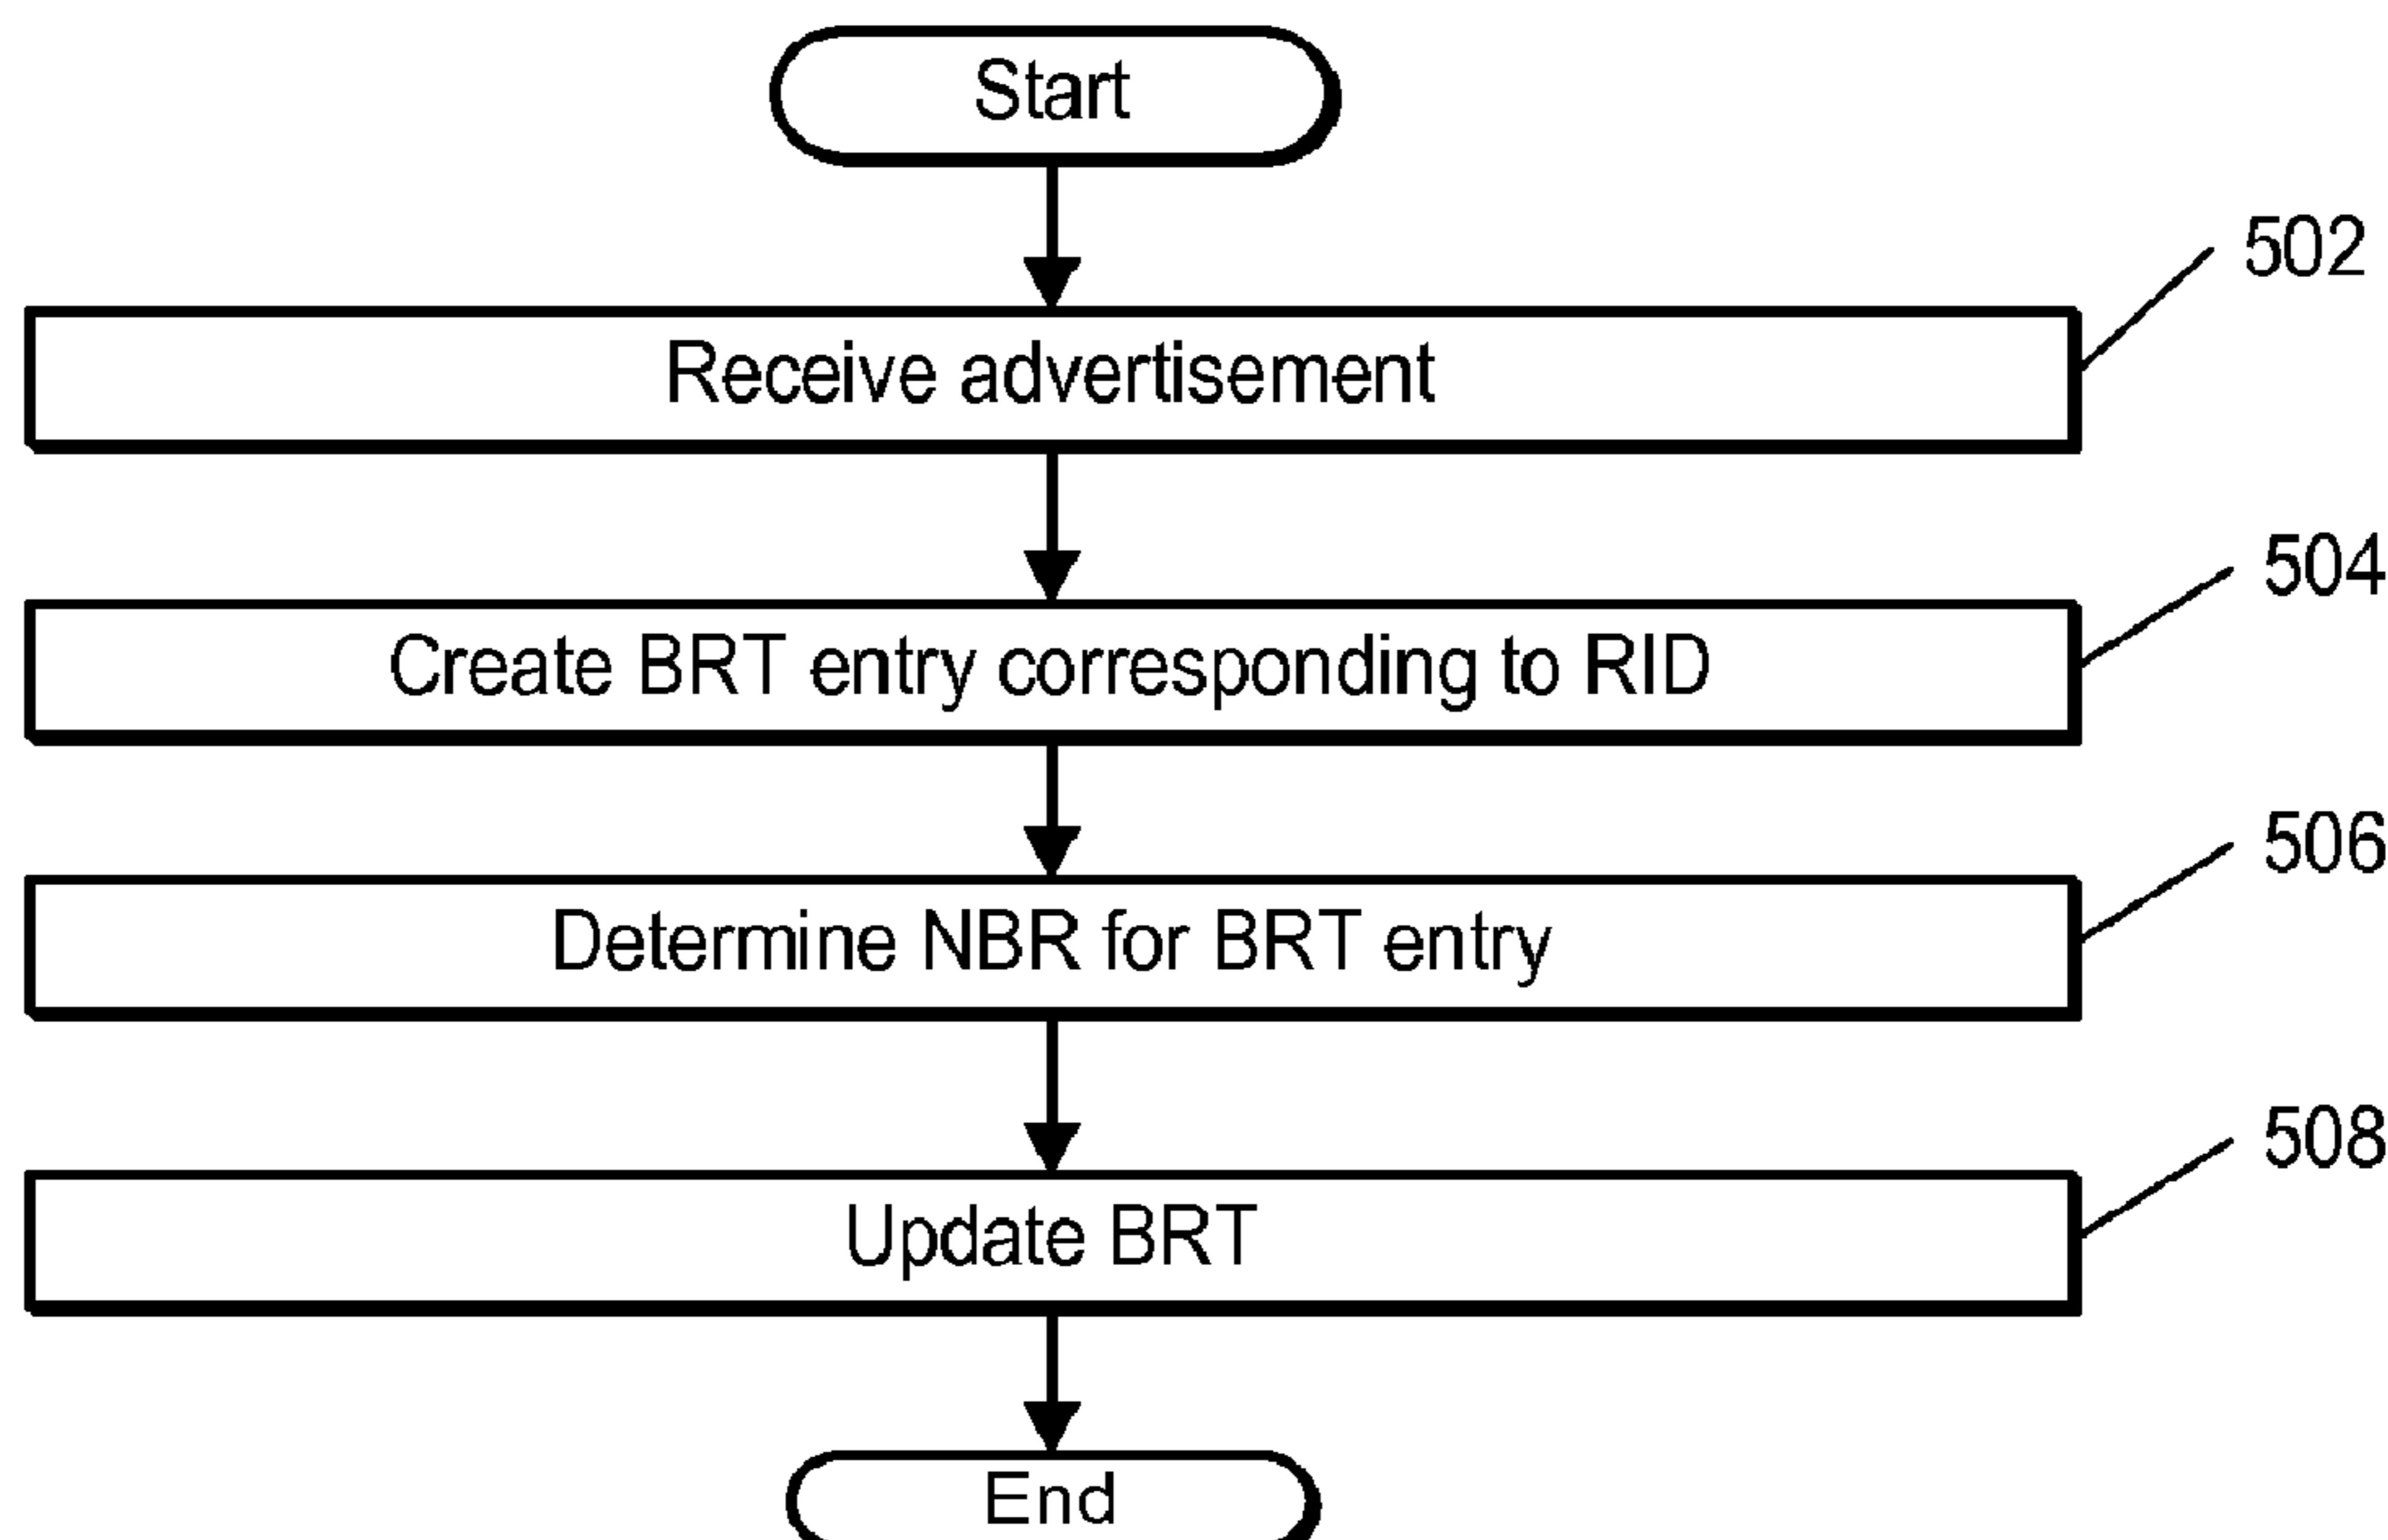 Start
502
Receive advertisement
504
Create BRT entry corresponding to RID
506
Determine NBR for BRT entry
508
Update BRT
End